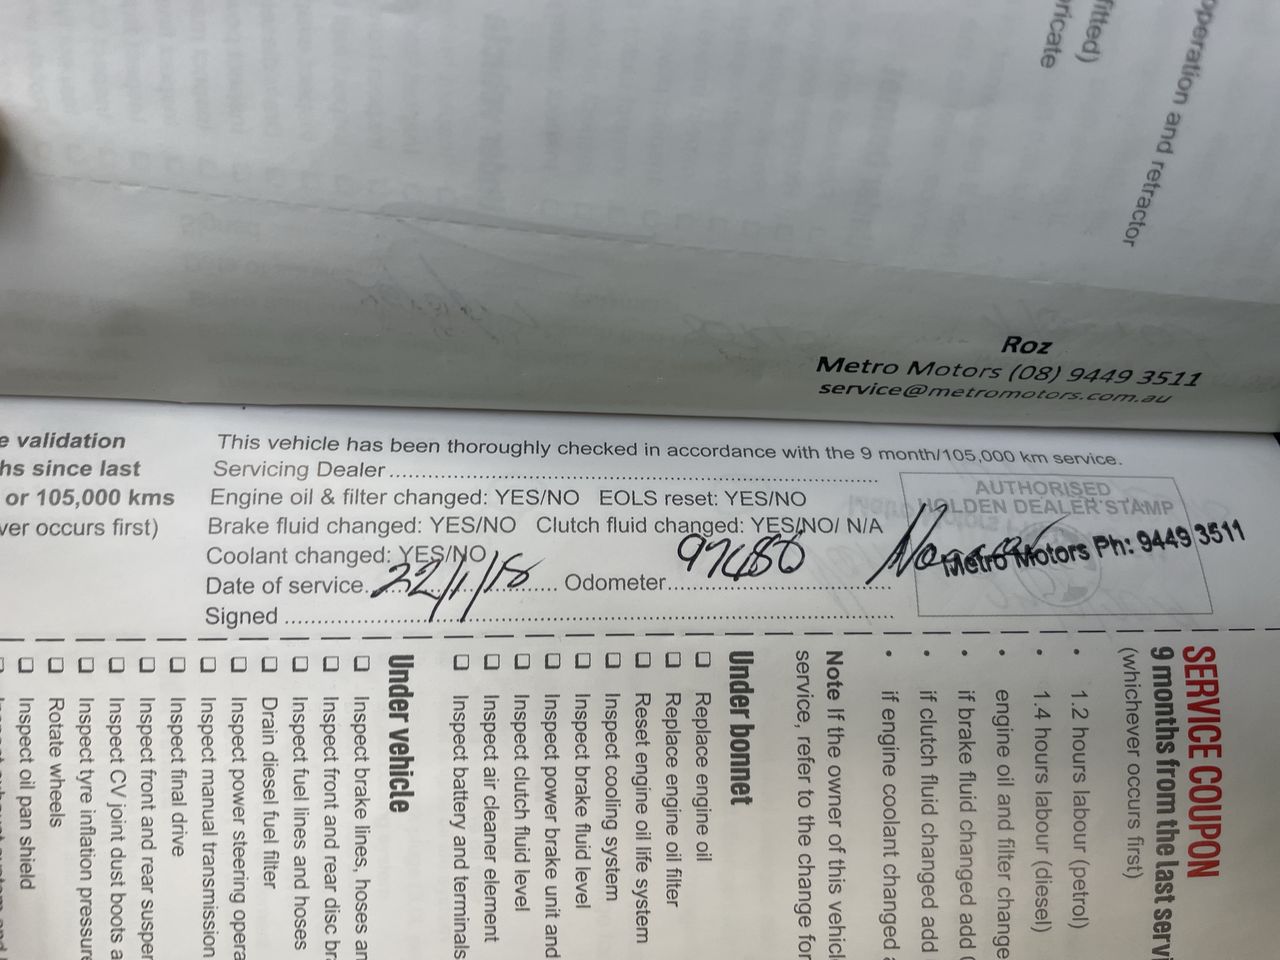 operation and retractor
fitted)
Roz
Metro Motors (08) 9449 3511
service@metromotors.com.au
e validation
hs since last
or 105,000 kms
ver occurs first)
This vehicle has been thoroughly checked in accordance with the 9 month/105,000 km service.
Servicing Dealer
Engine oil & filter changed: YES/NO EOLS reset: YES/NO
Brake fluid changed: YES/NO Clutch fluid changed: YES/NO/ N/A
Coolant changed: YES/NO
Date of service 22/1/18 Odometer 97486
Signed
AUTHORISED
HOLDEN DEALER STAMP
Metro Motors Ph: 9449 3511
SERVICE COUPON
9 months from the last servi
(whichever occurs first)
• 1.2 hours labour (petrol)
• 1.4 hours labour (diesel)
engine oil and filter change
• if brake fluid changed add
• if clutch fluid changed add
• if engine coolant changed
Note If the owner of this vehicl
service, refer to the change for
Under bonnet
❑ Replace engine oil
❑ Replace engine oil filter
❑ Reset engine oil life system
❑ Inspect cooling system
❑ Inspect brake fluid level
❑ Inspect power brake unit and
❑ Inspect clutch fluid level
❑ Inspect air cleaner element
❑ Inspect battery and terminals
Under vehicle
❑ Inspect brake lines, hoses an
❑ Inspect front and rear disc br
❑ Inspect fuel lines and hoses
❑ Drain diesel fuel filter
❑ Inspect power steering opera
❑ Inspect manual transmission
❑ Inspect final drive
❑ Inspect front and rear susper
❑ Inspect CV joint dust boots a
❑ Inspect tyre inflation pressure
❑ Rotate wheels
❑ Inspect oil pan shield